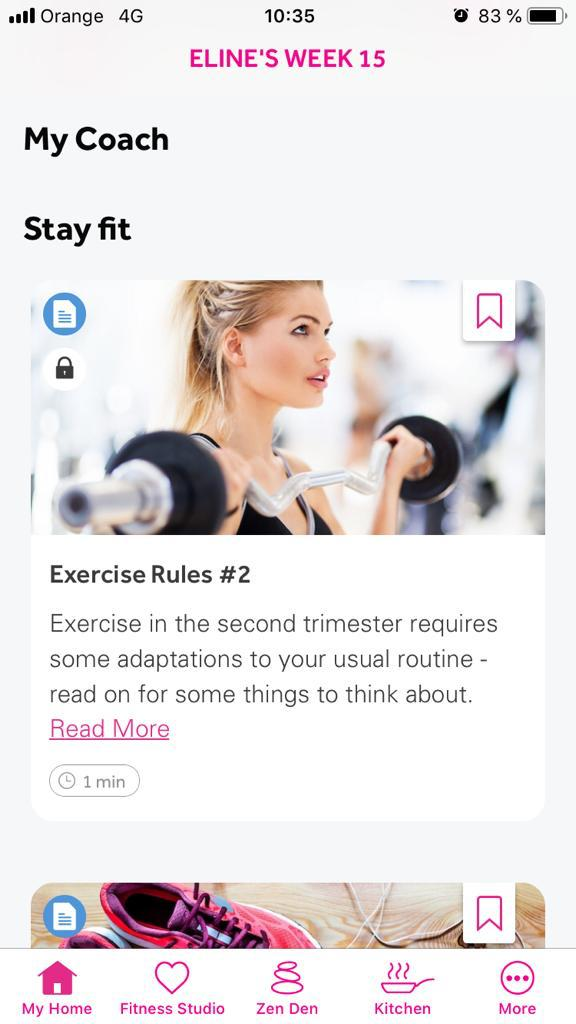 Orange 4G 10:35 83 %
ELINE'S WEEK 15
My Coach
Stay fit
Exercise Rules #2
Exercise in the second trimester requires
some adaptations to your usual routine -
read on for some things to think about.
Read More
1 min
My Home Fitness Studio Zen Den Kitchen More